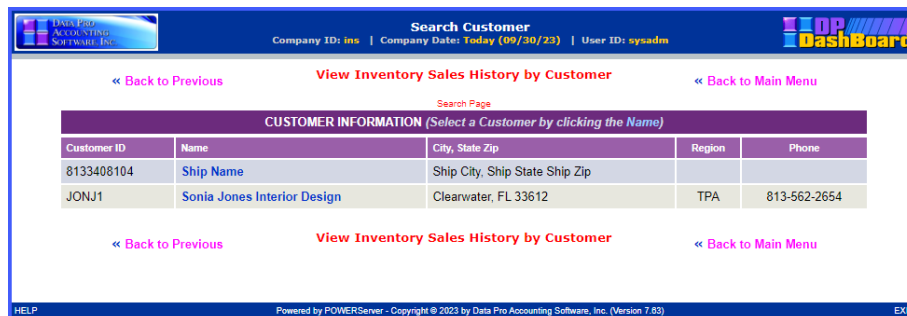 DATA PRO
ACCOUNTING
SOFTWARE, INC.
Search Customer
Company ID: ins | Company Date: Today (09/30/23) | User ID: sysadm
DP
DashBoard
« Back to Previous
View Inventory Sales History by Customer
« Back to Main Menu
Search Page
CUSTOMER INFORMATION (Select a Customer by clicking the Name)
Customer ID Name City, State Zip Region Phone
8133408104 Ship Name Ship City, Ship State Ship Zip
JONJ1 Sonia Jones Interior Design Clearwater, FL 33612 TPA 813-562-2654
« Back to Previous
View Inventory Sales History by Customer
« Back to Main Menu
HELP Powered by POWERServer - Copyright © 2023 by Data Pro Accounting Software, Inc. (Version 7.63) EX